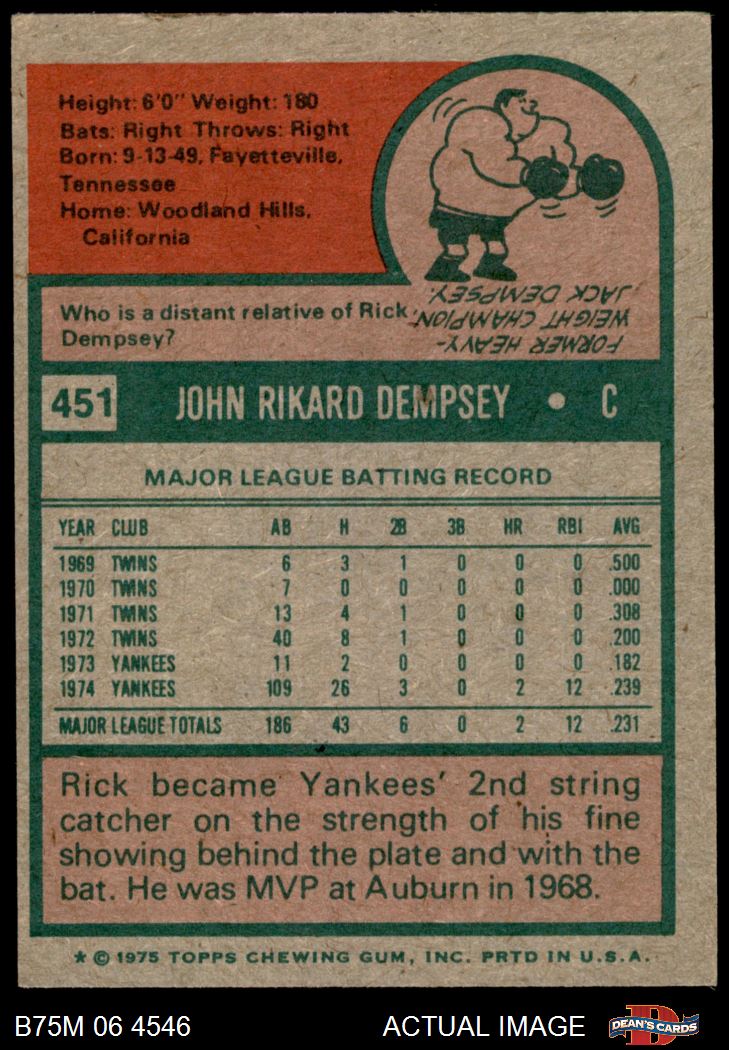 Height: 6'0" Weight: 180
Bats: Right Throws: Right
Born: 9-13-49, Fayetteville,
Tennessee
Home: Woodland Hills,
California
Who is a distant relative of Rick
Dempsey?
FORMER HEAVY-
WEIGHT CHAMPION,
JACK DEMPSEY.
451 JOHN RIKARD DEMPSEY • C
MAJOR LEAGUE BATTING RECORD
YEAR CLUB AB H 2B 3B HR RBI AVG
1969 TWINS 6 3 1 0 0 0 .500
1970 TWINS 7 0 0 0 0 0 .000
1971 TWINS 13 4 1 0 0 0 .308
1972 TWINS 40 8 1 0 0 0 .200
1973 YANKEES 11 2 0 0 0 0 .182
1974 YANKEES 109 26 3 0 2 12 .239
MAJOR LEAGUE TOTALS 186 43 6 0 2 12 .231
Rick became Yankees' 2nd string
catcher on the strength of his fine
showing behind the plate and with the
bat. He was MVP at Auburn in 1968.
* © 1975 TOPPS CHEWING GUM, INC. PRTD IN U.S.A.
B75M 06 4546 ACTUAL IMAGE D DEAN'S CARDS